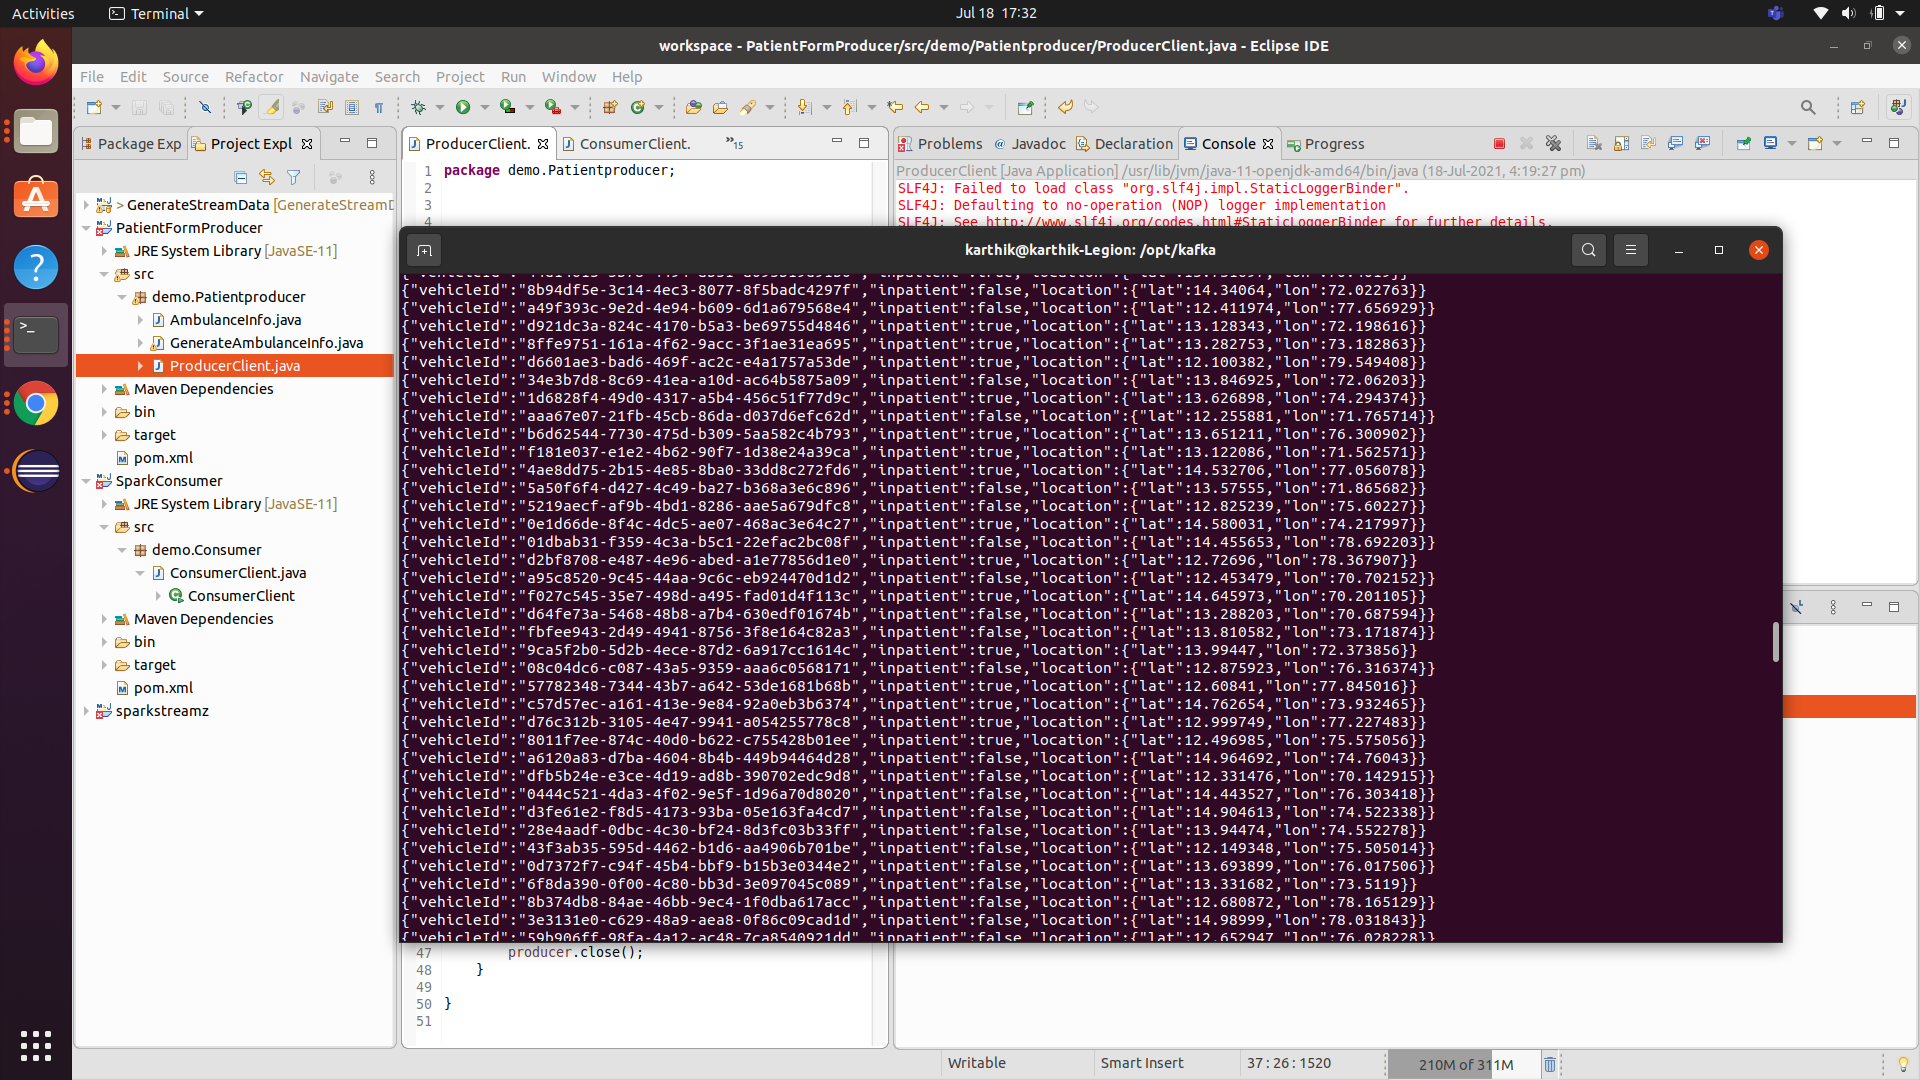 Activities
Terminal
Jul 18 17:32
workspace - PatientFormProducer/src/demo/Patientproducer/ProducerClient.java - Eclipse IDE
File Edit Source Refactor Navigate Search Project Run Window Help
Package Exp
Project Expl
ProducerClient.
ConsumerClient.
»15
Problems
@ Javadoc
Declaration
Console
Progress
> GenerateStreamData [GenerateStreamD
PatientFormProducer
JRE System Library [JavaSE-11]
src
demo.Patientproducer
AmbulanceInfo.java
GenerateAmbulanceInfo.java
ProducerClient.java
Maven Dependencies
bin
target
pom.xml
SparkConsumer
JRE System Library [JavaSE-11]
src
demo.Consumer
ConsumerClient.java
ConsumerClient
Maven Dependencies
bin
target
pom.xml
sparkstreamz
1 package demo.Patientproducer;
2
3
4
ProducerClient [Java Application] /usr/lib/jvm/java-11-openjdk-amd64/bin/java (18-Jul-2021, 4:19:27 pm)
SLF4J: Failed to load class "org.slf4j.impl.StaticLoggerBinder".
SLF4J: Defaulting to no-operation (NOP) logger implementation
SLF4J: See http://www.slf4j.org/codes.html#StaticLoggerBinder for further details.
karthik@karthik-Legion: /opt/kafka
{"vehicleId":"8b94df5e-3c14-4ec3-8077-8f5badc4297f","inpatient":false,"location":{"lat":14.34064,"lon":72.022763}}
{"vehicleId":"a49f393c-9e2d-4e94-b609-6d1a679568e4","inpatient":false,"location":{"lat":12.411974,"lon":77.656929}}
{"vehicleId":"d921dc3a-824c-4170-b5a3-be69755d4846","inpatient":true,"location":{"lat":13.128343,"lon":72.198616}}
{"vehicleId":"8ffe9751-161a-4f62-9acc-3f1ae31ea695","inpatient":true,"location":{"lat":13.282753,"lon":73.182863}}
{"vehicleId":"d6601ae3-bad6-469f-ac2c-e4a1757a53de","inpatient":true,"location":{"lat":12.100382,"lon":79.549408}}
{"vehicleId":"34e3b7d8-8c69-41ea-a10d-ac64b5875a09","inpatient":false,"location":{"lat":13.846925,"lon":72.06203}}
{"vehicleId":"1d6828f4-49d0-4317-a5b4-456c51f77d9c","inpatient":true,"location":{"lat":13.626898,"lon":74.294374}}
{"vehicleId":"aaa67e07-21fb-45cb-86da-d037d6efc62d","inpatient":false,"location":{"lat":12.255881,"lon":71.765714}}
{"vehicleId":"b6d62544-7730-475d-b309-5aa582c4b793","inpatient":true,"location":{"lat":13.651211,"lon":76.300902}}
{"vehicleId":"f181e037-e1e2-4b62-90f7-1d38e24a39ca","inpatient":true,"location":{"lat":13.122086,"lon":71.562571}}
{"vehicleId":"4ae8dd75-2b15-4e85-8ba0-33dd8c272fd6","inpatient":true,"location":{"lat":14.532706,"lon":77.056078}}
{"vehicleId":"5a50f6f4-d427-4c49-ba27-b368a3e6c896","inpatient":false,"location":{"lat":13.57555,"lon":71.865682}}
{"vehicleId":"5219aecf-af9b-4bd1-8286-aae5a679dfc8","inpatient":false,"location":{"lat":12.825239,"lon":75.60227}}
{"vehicleId":"0e1d66de-8f4c-4dc5-ae07-468ac3e64c27","inpatient":true,"location":{"lat":14.580031,"lon":74.217997}}
{"vehicleId":"01dbab31-f359-4c3a-b5c1-22efac2bc08f","inpatient":false,"location":{"lat":14.455653,"lon":78.692203}}
{"vehicleId":"d2bf8708-e487-4e96-abed-a1e77856d1e0","inpatient":true,"location":{"lat":12.72696,"lon":78.367907}}
{"vehicleId":"a95c8520-9c45-44aa-9c6c-eb924470d1d2","inpatient":false,"location":{"lat":12.453479,"lon":70.702152}}
{"vehicleId":"f027c545-35e7-498d-a495-fad01d4f113c","inpatient":true,"location":{"lat":14.645973,"lon":70.201105}}
{"vehicleId":"d64fe73a-5468-48b8-a7b4-630edf01674b","inpatient":false,"location":{"lat":13.288203,"lon":70.687594}}
{"vehicleId":"fbfee943-2d49-4941-8756-3f8e164c82a3","inpatient":true,"location":{"lat":13.810582,"lon":73.171874}}
{"vehicleId":"9ca5f2b0-5d2b-4ece-87d2-6a917cc1614c","inpatient":true,"location":{"lat":13.99447,"lon":72.373856}}
{"vehicleId":"08c04dc6-c087-43a5-9359-aaa6c0568171","inpatient":false,"location":{"lat":12.875923,"lon":76.316374}}
{"vehicleId":"57782348-7344-43b7-a642-53de1681b68b","inpatient":true,"location":{"lat":12.60841,"lon":77.845016}}
{"vehicleId":"c57d57ec-a161-413e-9e84-92a0eb3b6374","inpatient":true,"location":{"lat":14.762654,"lon":73.932465}}
{"vehicleId":"d76c312b-3105-4e47-9941-a054255778c8","inpatient":true,"location":{"lat":12.999749,"lon":77.227483}}
{"vehicleId":"8011f7ee-874c-40d0-b622-c755428b01ee","inpatient":true,"location":{"lat":12.496985,"lon":75.575056}}
{"vehicleId":"a6120a83-d7ba-4604-8b4b-449b94464d28","inpatient":false,"location":{"lat":14.964692,"lon":74.76043}}
{"vehicleId":"dfb5b24e-e3ce-4d19-ad8b-390702edc9d8","inpatient":false,"location":{"lat":12.331476,"lon":70.142915}}
{"vehicleId":"0444c521-4da3-4f02-9e5f-1d96a70d8020","inpatient":false,"location":{"lat":14.443527,"lon":76.303418}}
{"vehicleId":"d3fe61e2-f8d5-4173-93ba-05e163fa4cd7","inpatient":false,"location":{"lat":14.904613,"lon":74.522338}}
{"vehicleId":"28e4aadf-0dbc-4c30-bf24-8d3fc03b33ff","inpatient":false,"location":{"lat":13.94474,"lon":74.552278}}
{"vehicleId":"43f3ab35-595d-4462-b1d6-aa4906b701be","inpatient":false,"location":{"lat":12.149348,"lon":75.505014}}
{"vehicleId":"0d7372f7-c94f-45b4-bbf9-b15b3e0344e2","inpatient":false,"location":{"lat":13.693899,"lon":76.017506}}
{"vehicleId":"6f8da390-0f00-4c80-bb3d-3e097045c089","inpatient":false,"location":{"lat":13.331682,"lon":73.5119}}
{"vehicleId":"8b374db8-84ae-46bb-9ec4-1f0dba617acc","inpatient":false,"location":{"lat":12.680872,"lon":78.165129}}
{"vehicleId":"3e3131e0-c629-48a9-aea8-0f86c09cad1d","inpatient":false,"location":{"lat":14.98999,"lon":78.031843}}
{"vehicleId":"59b906ff-98fa-4a12-ac48-7ca8540921dd","inpatient":false,"location":{"lat":12.652947,"lon":76.028228}}
47 producer.close();
48 }
49
50 }
51
Writable
Smart Insert
37 : 26 : 1520
210M of 311M